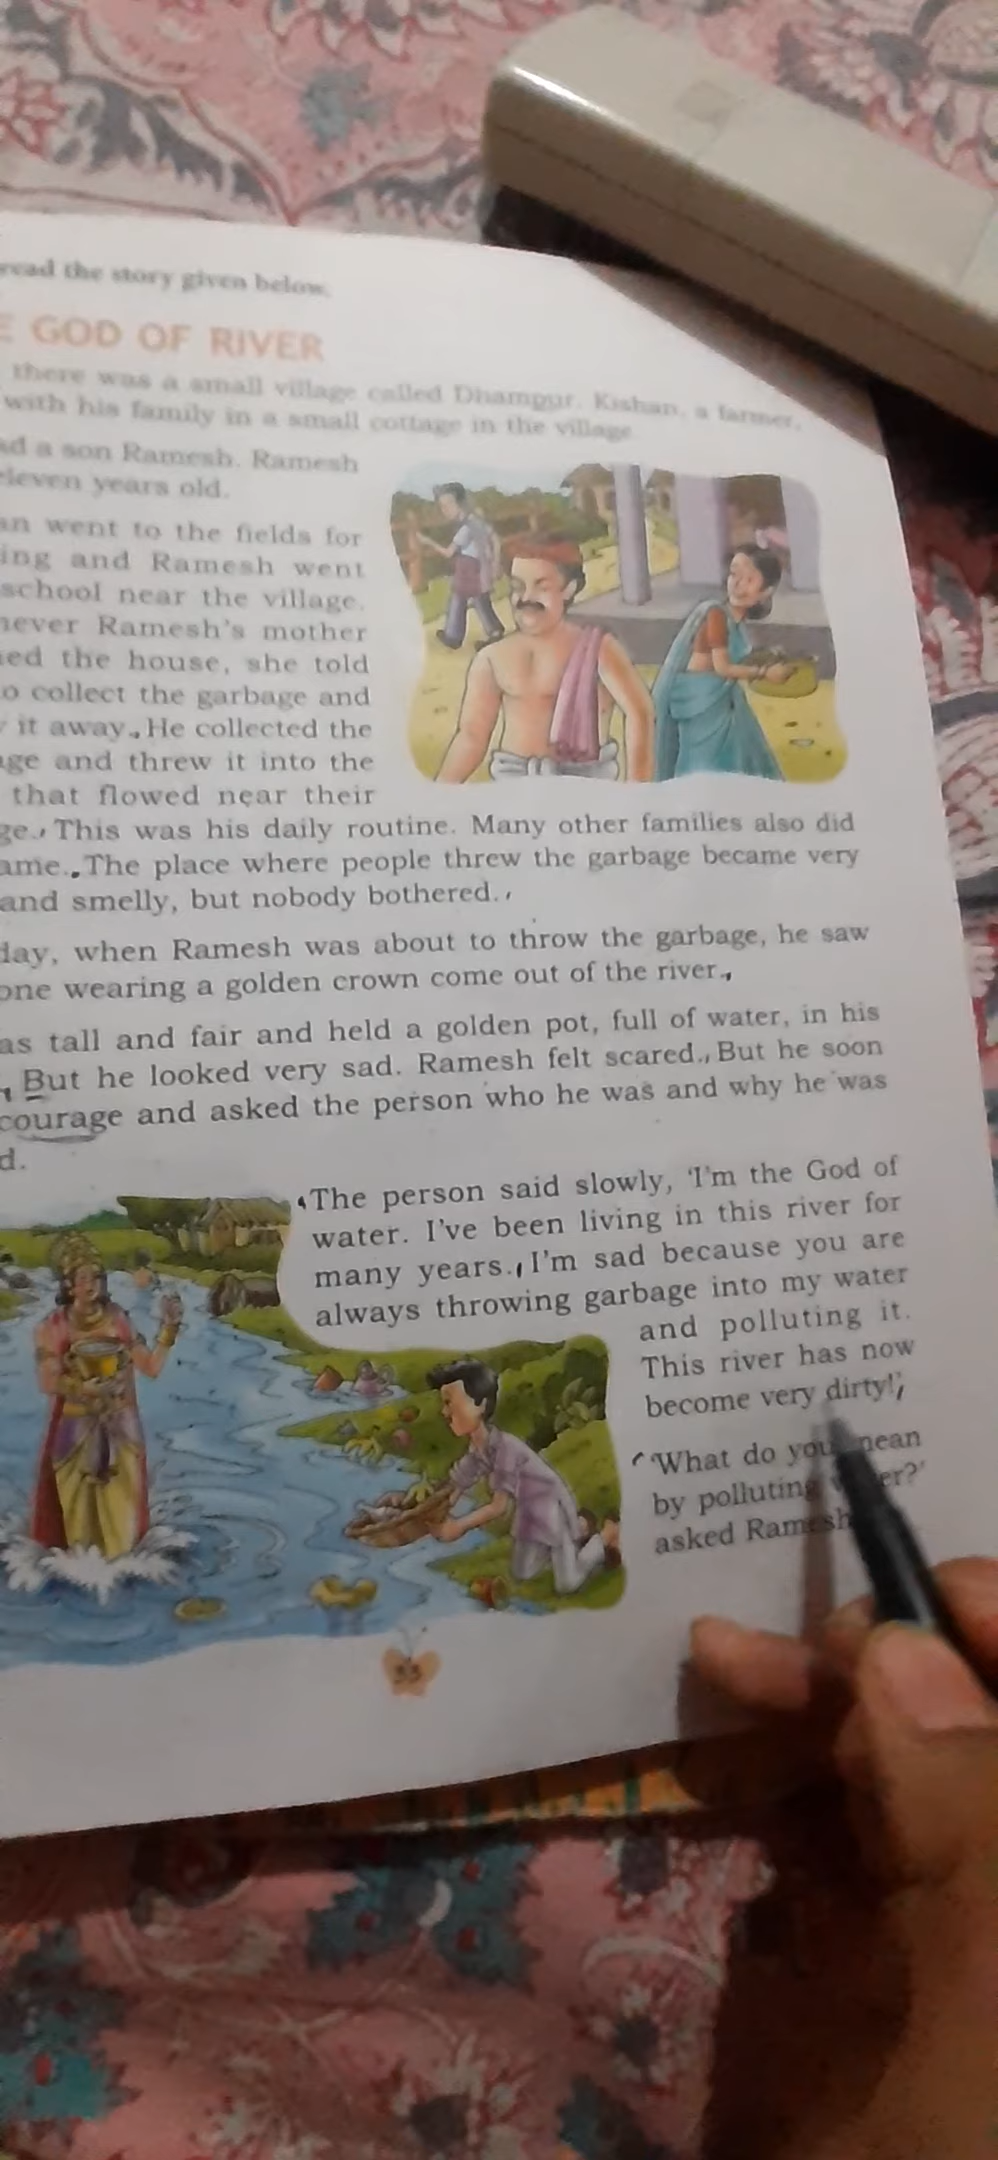 read the story given below.
E GOD OF RIVER
there was a small village called Dhampur. Kishan, a farmer,
with his family in a small cottage in the village.
ad a son Ramesh. Ramesh
eleven years old.
an went to the fields for
ing and Ramesh went
school near the village.
never Ramesh's mother
ned the house, she told
o collect the garbage and
y it away. He collected the
age and threw it into the
that flowed near their
ge. This was his daily routine. Many other families also did
ame. The place where people threw the garbage became very
and smelly, but nobody bothered.
day, when Ramesh was about to throw the garbage, he saw
one wearing a golden crown come out of the river.
as tall and fair and held a golden pot, full of water, in his
But he looked very sad. Ramesh felt scared. But he soon
courage and asked the person who he was and why he was
d.
The person said slowly, 'I'm the God of
water. I've been living in this river for
many years. I'm sad because you are
always throwing garbage into my water
and polluting it.
This river has now
become very dirty!'
'What do you mean
by polluting er?'
asked Ramesh
33